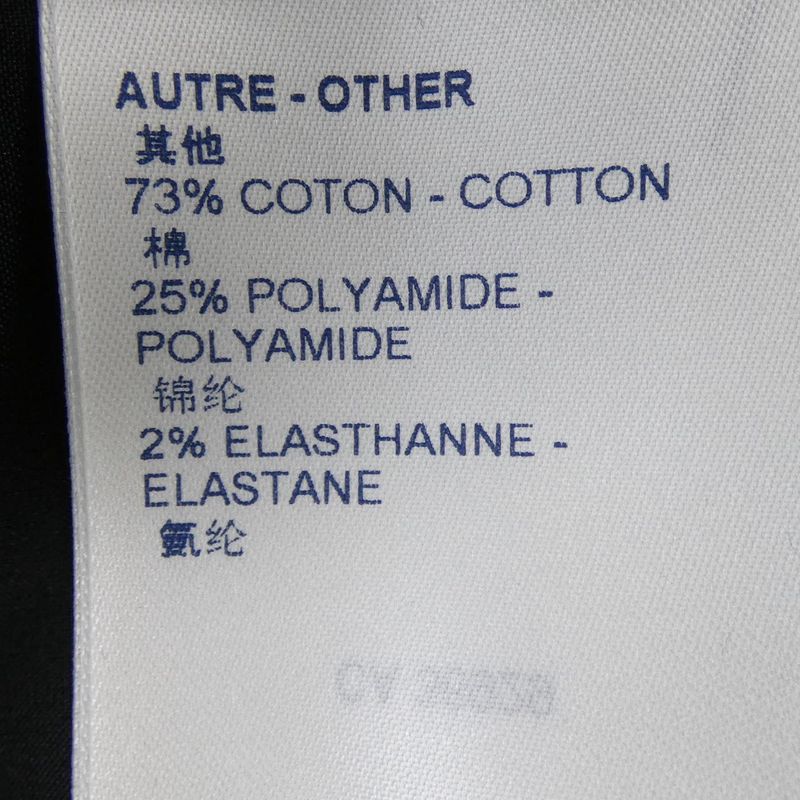 AUTRE - OTHER
其他
73% COTON - COTTON
棉
25% POLYAMIDE -
POLYAMIDE
锦纶
2% ELASTHANNE -
ELASTANE
氨纶